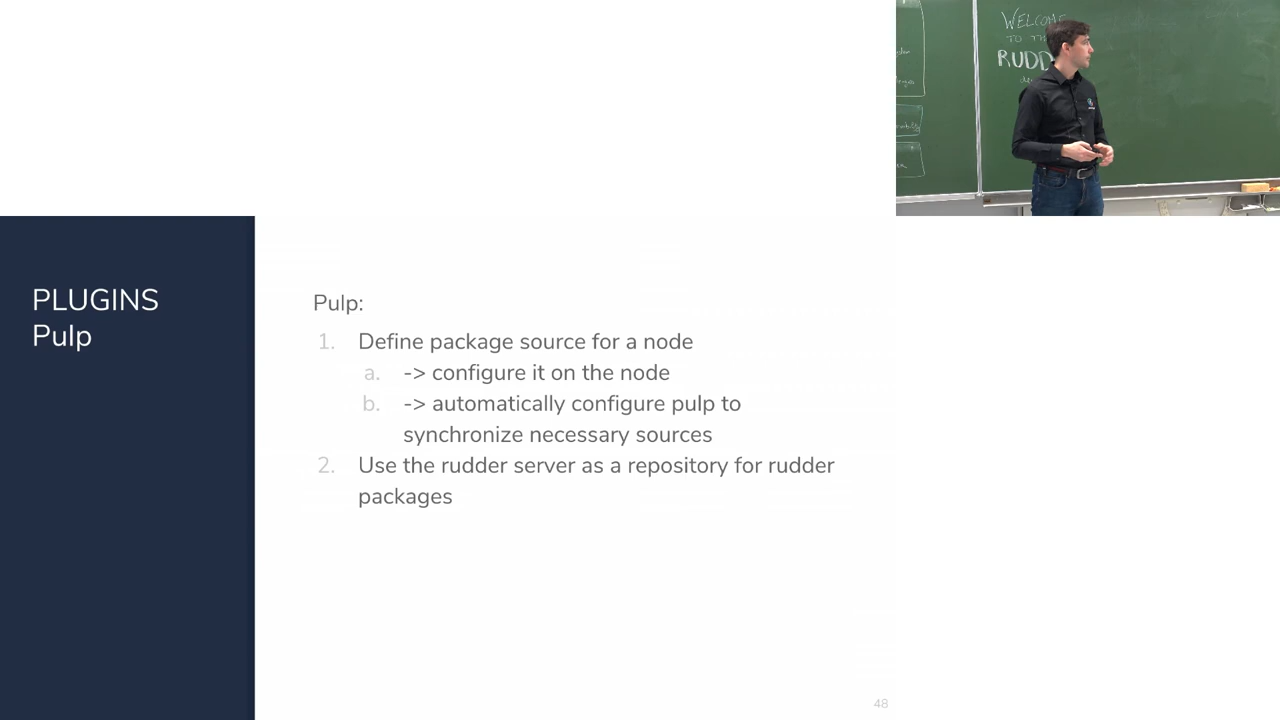 WELCOME
TO TH
RUDD
PLUGINS
Pulp
Pulp:
1. Define package source for a node
a. -> configure it on the node
b. -> automatically configure pulp to
synchronize necessary sources
2. Use the rudder server as a repository for rudder
packages
48